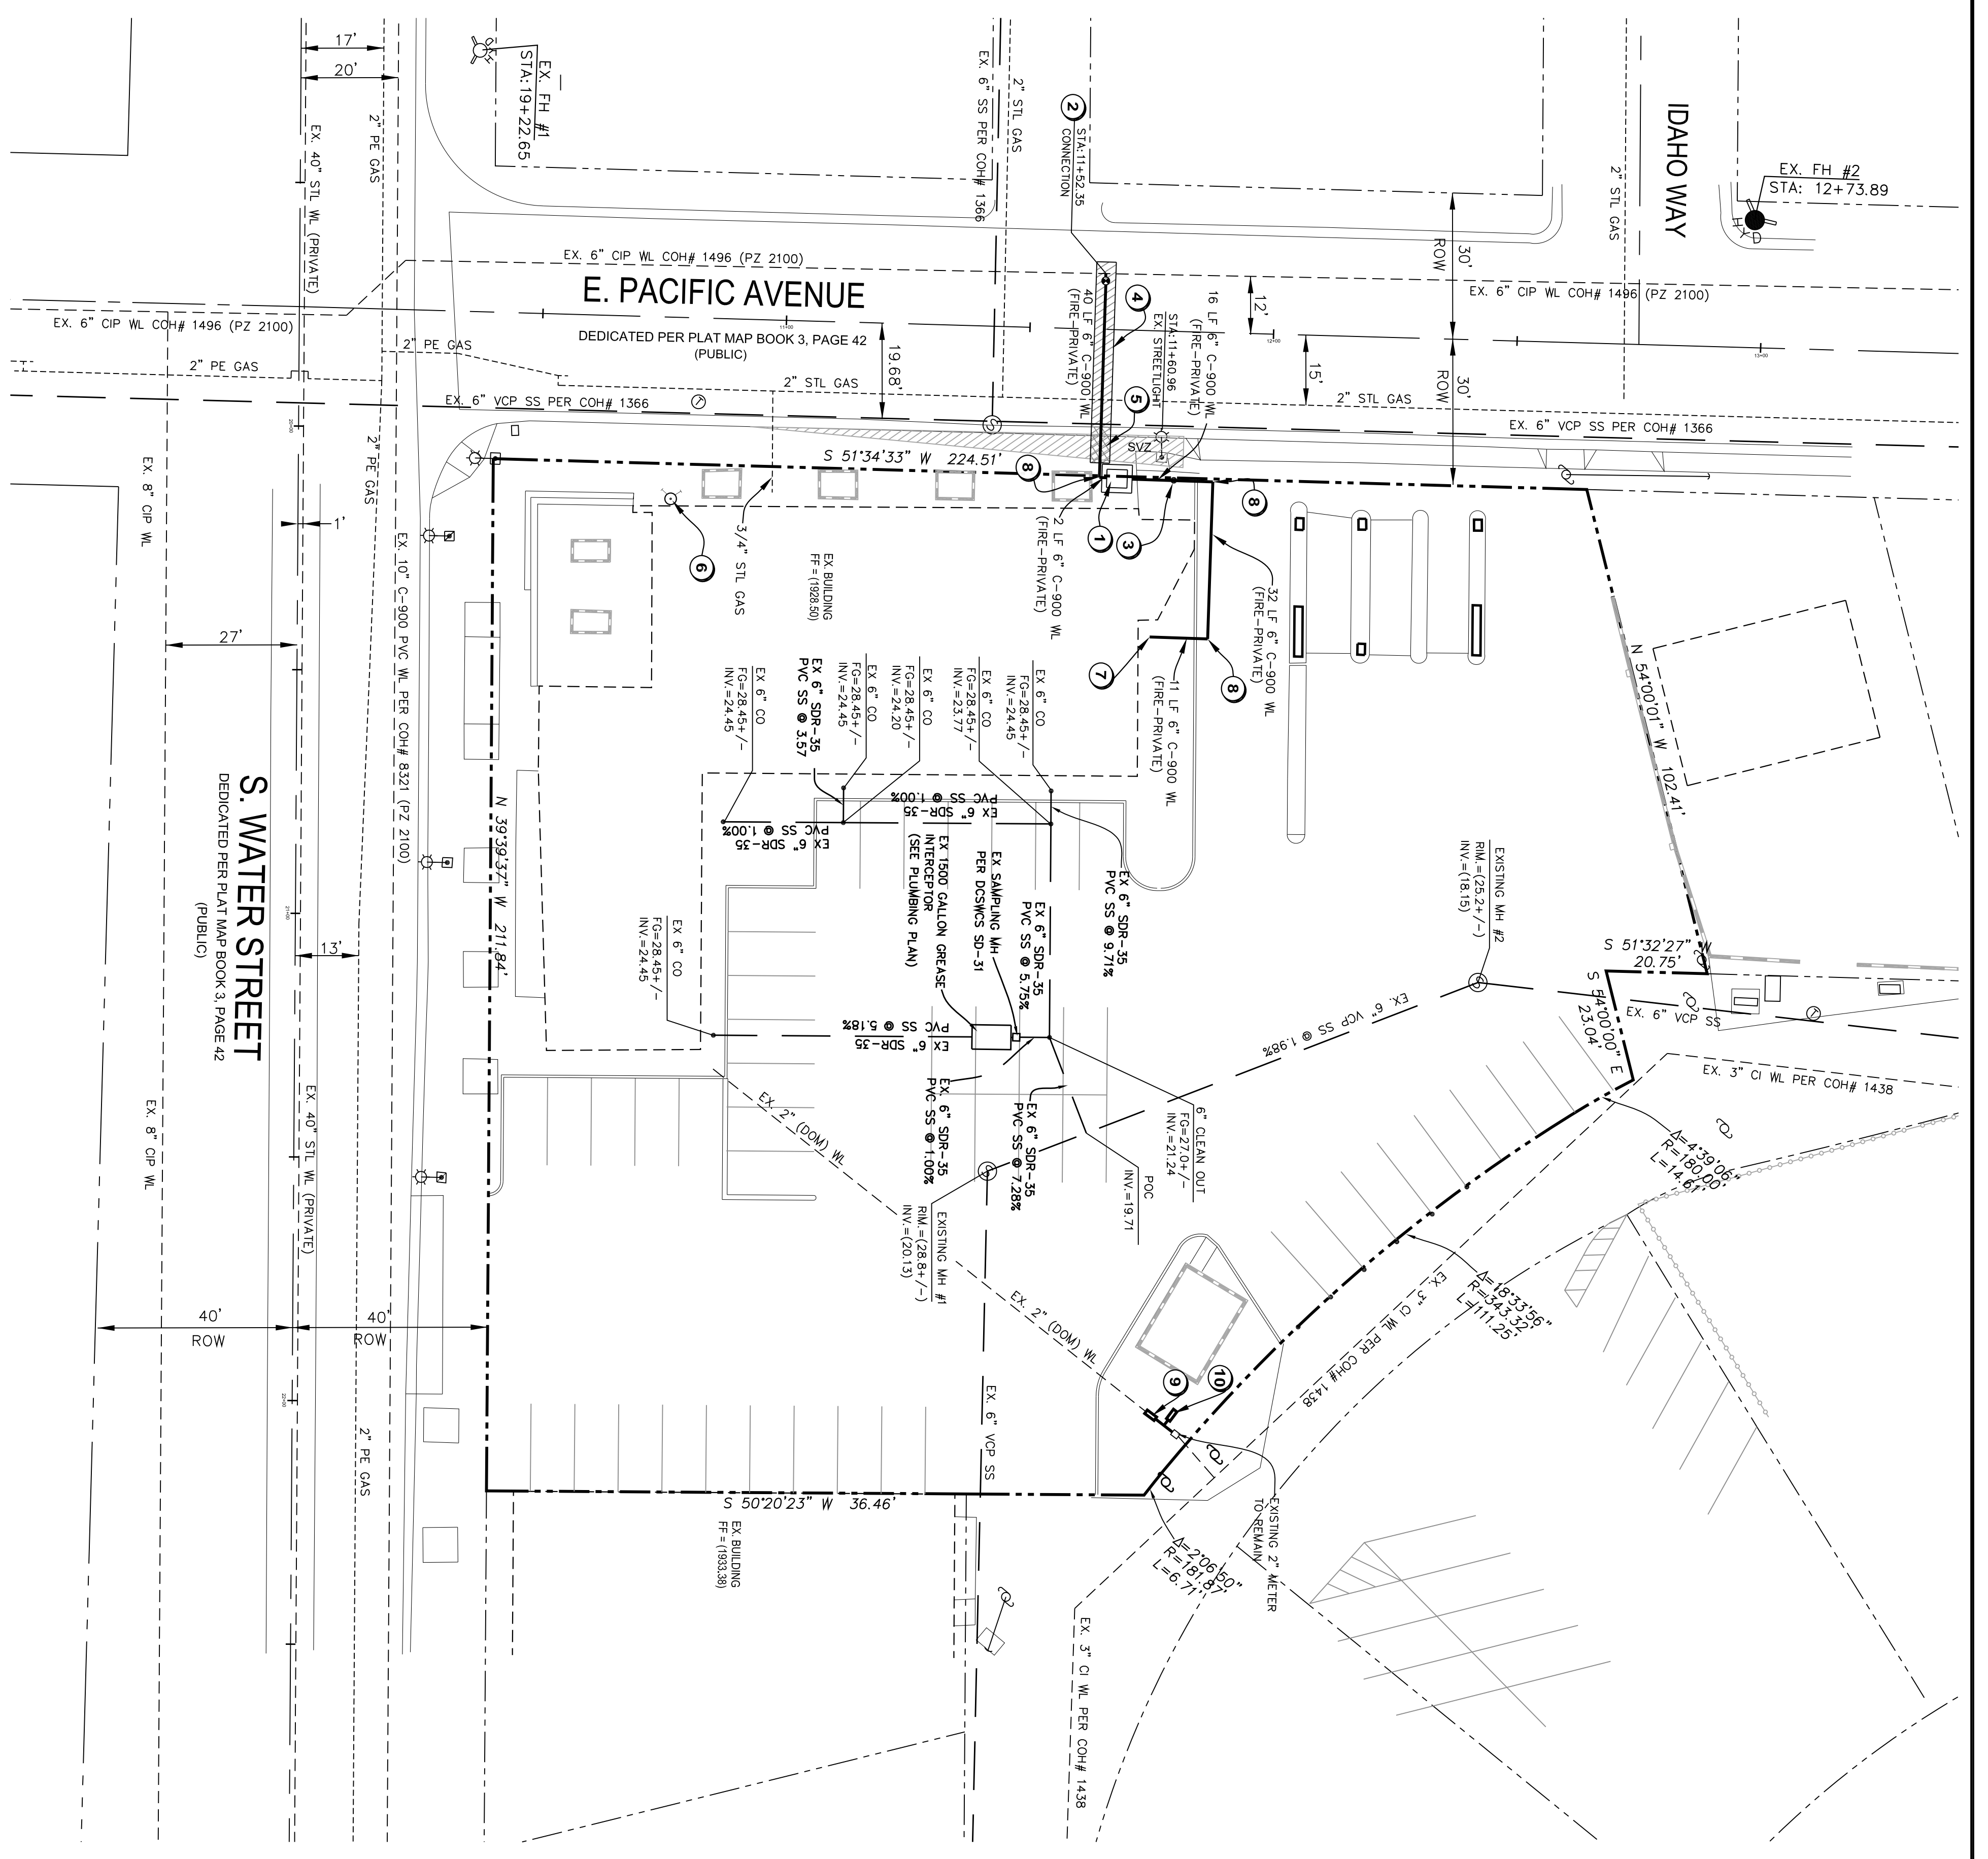 17'
20'
EX. FH #1
STA:19+22.65
HYD
EX. 40" STL WL (PRIVATE)
2" PE GAS
EX. 6" SS PER COH# 1366
2" STL GAS
2
STA:11+52.35
CONNECTION
2" STL GAS
IDAHO WAY
EX. FH #2
STA: 12+73.89
HYD
30'
ROW
EX. 6" CIP WL COH# 1496 (PZ 2100)
E. PACIFIC AVENUE
DEDICATED PER PLAT MAP BOOK 3, PAGE 42
(PUBLIC)
11+00
19.68'
40 LF 6" C-900 WL
(FIRE-PRIVATE)
4
STA:11+60.96
EX. STREETLIGHT
16 LF 6" C-900 WL
(FIRE-PRIVATE)
12'
12+00
15'
30'
ROW
EX. 6" CIP WL COH# 1496 (PZ 2100)
13+00
EX. 6" CIP WL COH# 1496 (PZ 2100)
2" PE GAS
2" PE GAS
2" STL GAS
2" STL GAS
EX. 6" VCP SS PER COH# 1366
T
S
5
SVZ
EX. 6" VCP SS PER COH# 1366
20+00
2" PE GAS
S 51°34'33" W 224.51'
8
8
1
3
6
3/4" STL GAS
2 LF 6" C-900 WL
(FIRE-PRIVATE)
EX. BUILDING
FF = (1928.50)
32 LF 6" C-900 WL
(FIRE-PRIVATE)
11 LF 6" C-900 WL
(FIRE-PRIVATE)
7
8
EX. 8" CIP WL
1'
EX. 10" C-900 PVC WL PER COH# 8321 (PZ 2100)
27'
N 54°00'01" W 102.41'
EX 6" CO
FG=28.45+/-
INV.=24.45
EX 6" SDR-35
PVC SS @ 3.57
EX 6" CO
FG=28.45+/-
INV.=24.45
EX 6" CO
FG=28.45+/-
INV.=24.20
EX 6" CO
FG=28.45+/-
INV.=23.77
EX 6" CO
FG=28.45+/-
INV.=24.45
EX 6" SDR-35
PVC SS @ 1.00%
EX 6" SDR-35
PVC SS @ 1.00%
EX 1500 GALLON GREASE
INTERCEPTOR
(SEE PLUMBING PLAN)
EX SAMPLING MH
PER DCSWCS SD-31
EX 6" SDR-35
PVC SS @ 5.75%
EX 6" SDR-35
PVC SS @ 9.71%
EXISTING MH #2
RIM.=(25.2+/-)
INV.=(18.15)
S 51°32'27" W
20.75'
S 54°00'00" E
23.04'
S
T
EX. 6" VCP SS
EX. 3" CI WL PER COH# 1438
S. WATER STREET
DEDICATED PER PLAT MAP BOOK 3, PAGE 42
(PUBLIC)
21+00
13'
N 39°39'37" W 211.84'
EX 6" CO
FG=28.45+/-
INV.=24.45
EX 6" SDR-35
PVC SS @ 5.18%
EX. 6" VCP SS @ 1.98%
EX. 6" SDR-35
PVC SS @ 1.00%
EX 6" SDR-35
PVC SS @ 7.28%
6" CLEAN OUT
FG=27.0+/-
INV.=21.24
POC
INV.=19.71
EX. 2" (DOM) WL
S
EXISTING MH #1
RIM.=(28.8+/-)
INV.=(20.13)
EX. 8" CIP WL
EX. 40" STL WL (PRIVATE)
Δ=4°39'06"
R=180.00'
L=14.61'
Δ=18°33'56"
R=343.32'
L=111.25'
EX. 3" CI WL PER COH# 1438
40'
ROW
40'
ROW
EX. 2" (DOM) WL
9
10
22+00
2" PE GAS
EX. 6" VCP SS
S 50°20'23" W 36.46'
EX. BUILDING
FF = (1933.38)
EXISTING 2" METER
TO REMAIN
Δ=2°06'50"
R=181.87'
L=6.71'
EX. 3" CI WL PER COH# 1438